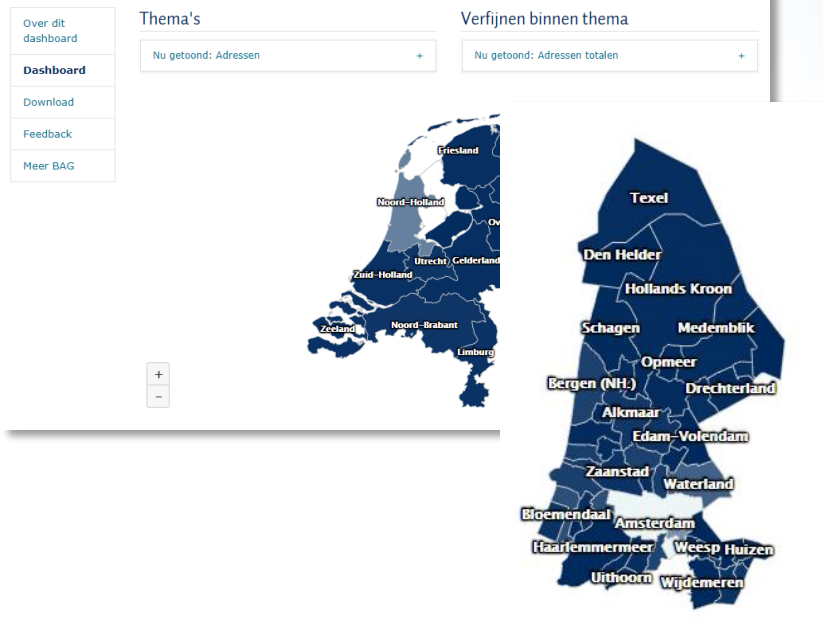 Over dit
dashboard
Dashboard
Download
Feedback
Meer BAG
Thema's
Nu getoond: Adressen +
Verfijnen binnen thema
Nu getoond: Adressen totalen +
Friesland
Noord-Holland
Ov
Utrecht Gelderland
Zuid-Holland
Zeeland
Noord-Brabant
Limburg
+
−
Texel
Den Helder
Hollands Kroon
Schagen
Medemblik
Opmeer
Bergen (NH.)
Drechterland
Alkmaar
Edam-Volendam
Zaanstad
Waterland
Bloemendaal
Amsterdam
Haarlemmermeer
Weesp
Huizen
Uithoorn
Wijdemeren